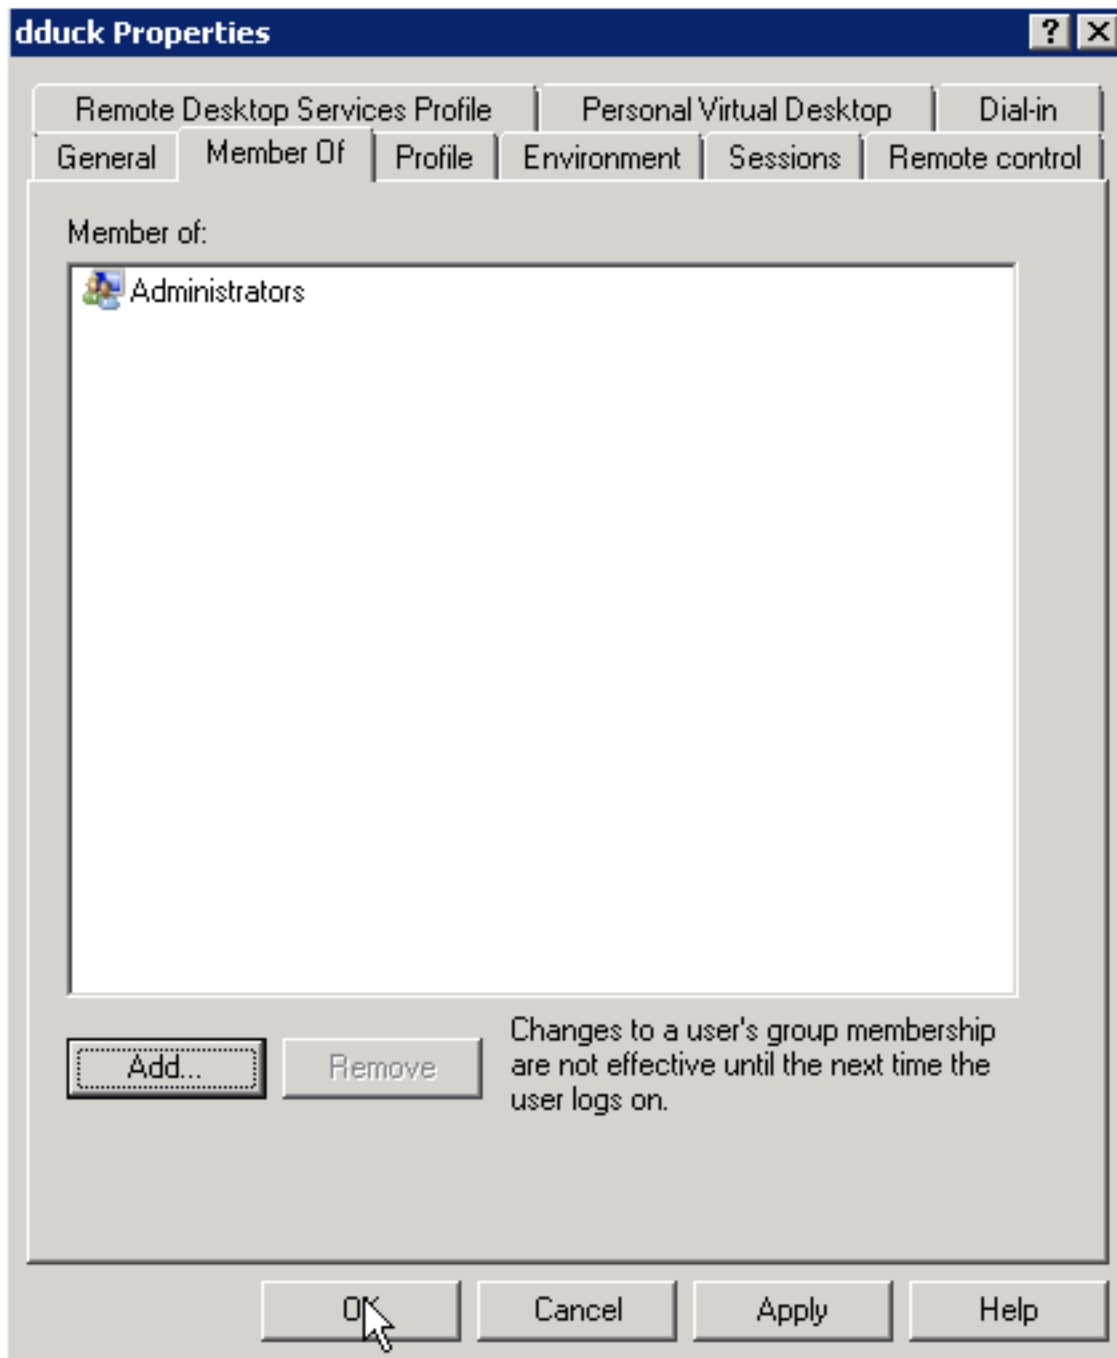 dduck Properties
Remote Desktop Services Profile Personal Virtual Desktop Dial-in
General Member Of Profile Environment Sessions Remote control
Member of:
Administrators
Add... Remove
Changes to a user's group membership
are not effective until the next time the
user logs on.
OK Cancel Apply Help